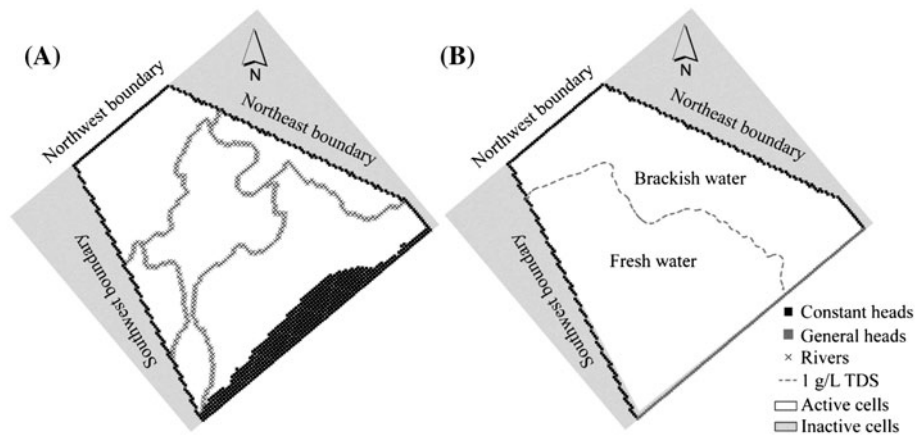 (A)
N
Northwest boundary
Northeast boundary
Southwest boundary
(B)
N
Northwest boundary
Northeast boundary
Brackish water
Fresh water
Southwest boundary
Constant heads
General heads
Rivers
1 g/L TDS
Active cells
Inactive cells